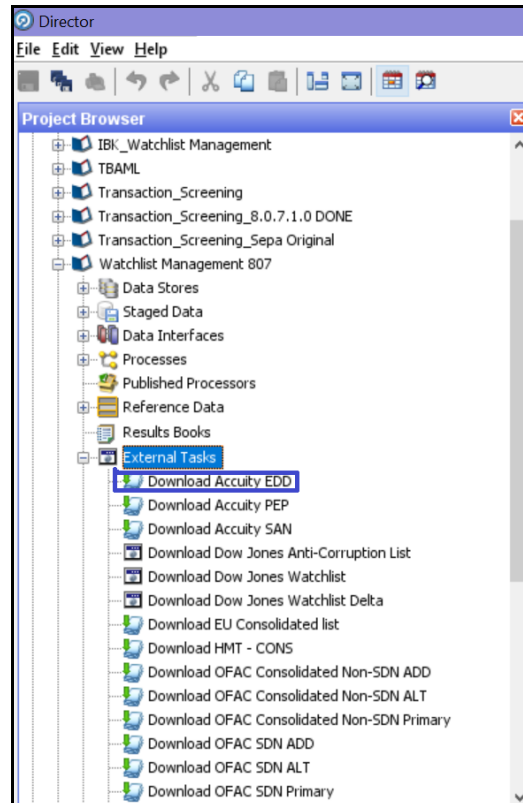 Director
File Edit View Help
Project Browser
IBK_Watchlist Management
TBAML
Transaction_Screening
Transaction_Screening_8.0.7.1.0 DONE
Transaction_Screening_Sepa Original
Watchlist Management 807
Data Stores
Staged Data
Data Interfaces
Processes
Published Processors
Reference Data
Results Books
External Tasks
Download Accuity EDD
Download Accuity PEP
Download Accuity SAN
Download Dow Jones Anti-Corruption List
Download Dow Jones Watchlist
Download Dow Jones Watchlist Delta
Download EU Consolidated list
Download HMT - CONS
Download OFAC Consolidated Non-SDN ADD
Download OFAC Consolidated Non-SDN ALT
Download OFAC Consolidated Non-SDN Primary
Download OFAC SDN ADD
Download OFAC SDN ALT
Download OFAC SDN Primary